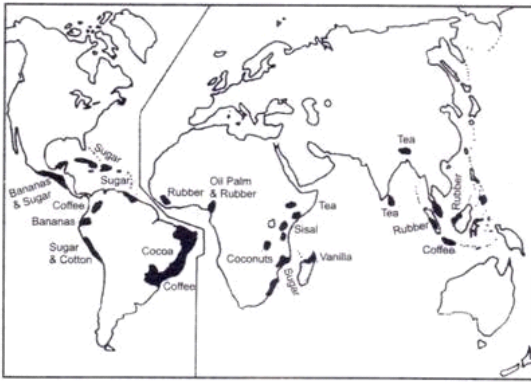 Sugar
Bananas
& Sugar
Sugar
Coffee
Bananas
Sugar
& Cotton
Cocoa
Coffee
Rubber
Oil Palm
& Rubber
Tea
Sisal
Coconuts
Sugar
Vanilla
Tea
Tea
Rubber
Rubber
Coffee